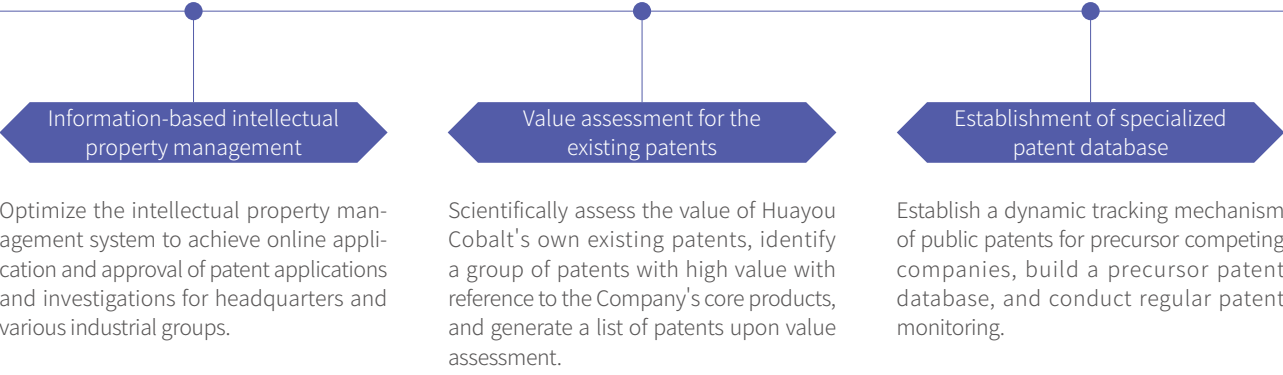 Information-based intellectual
property management
Optimize the intellectual property man-
agement system to achieve online appli-
cation and approval of patent applications
and investigations for headquarters and
various industrial groups.
Value assessment for the
existing patents
Scientifically assess the value of Huayou
Cobalt's own existing patents, identify
a group of patents with high value with
reference to the Company's core products,
and generate a list of patents upon value
assessment.
Establishment of specialized
patent database
Establish a dynamic tracking mechanism
of public patents for precursor competing
companies, build a precursor patent
database, and conduct regular patent
monitoring.